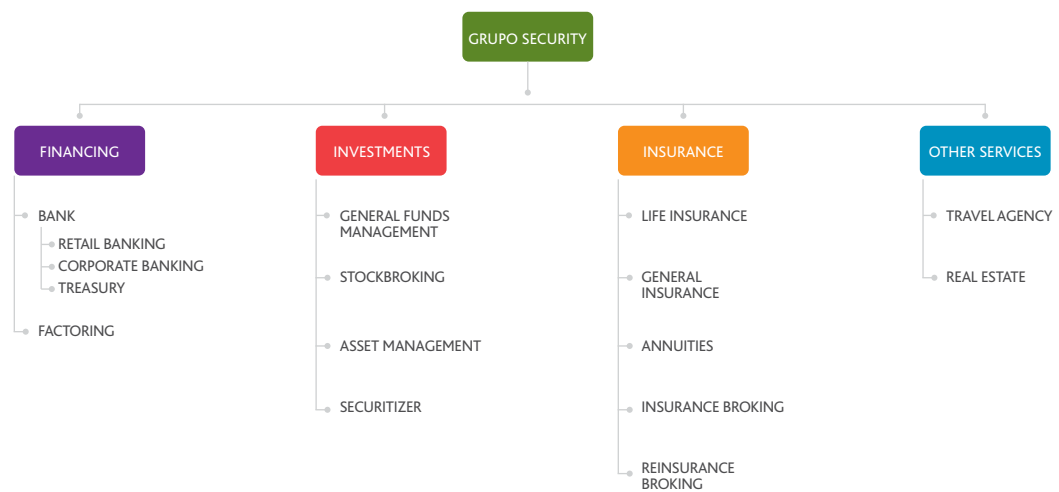 GRUPO SECURITY
FINANCING
BANK
RETAIL BANKING
CORPORATE BANKING
TREASURY
FACTORING
INVESTMENTS
GENERAL FUNDS
MANAGEMENT
STOCKBROKING
ASSET MANAGEMENT
SECURITIZER
INSURANCE
LIFE INSURANCE
GENERAL
INSURANCE
ANNUITIES
INSURANCE BROKING
REINSURANCE
BROKING
OTHER SERVICES
TRAVEL AGENCY
REAL ESTATE